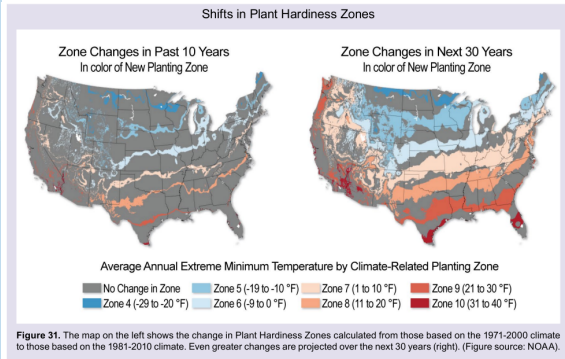 Shifts in Plant Hardiness Zones
Zone Changes in Past 10 Years
In color of New Planting Zone
Zone Changes in Next 30 Years
In color of New Planting Zone
Average Annual Extreme Minimum Temperature by Climate-Related Planting Zone
No Change in Zone
Zone 5 (-19 to -10 °F)
Zone 7 (1 to 10 °F)
Zone 9 (21 to 30 °F)
Zone 4 (-29 to -20 °F)
Zone 6 (-9 to 0 °F)
Zone 8 (11 to 20 °F)
Zone 10 (31 to 40 °F)
Figure 31. The map on the left shows the change in Plant Hardiness Zones calculated from those based on the 1971-2000 climate
to those based on the 1981-2010 climate. Even greater changes are projected over the next 30 years (right). (Figure source: NOAA).